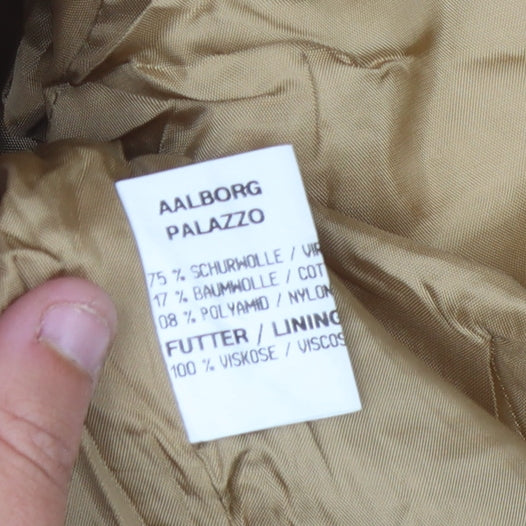 AALBORG
PALAZZO
75 % SCHURWOLLE / VIR
17 % BAUMWOLLE / COT
08 % POLYAMID / NYLON
FUTTER / LINING
100 % VISKOSE / VISCOS